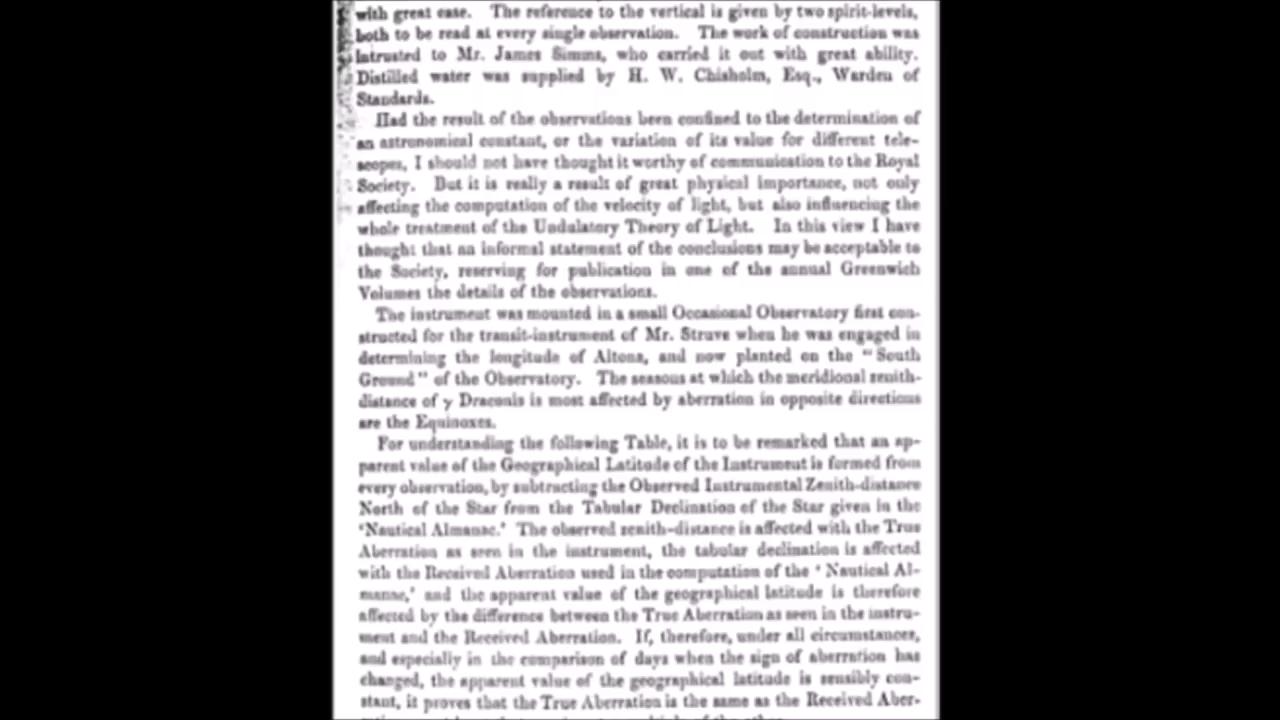 with great ease. The reference to the vertical is given by two spirit-levels,
both to be read at every single observation. The work of construction was
intrusted to Mr. James Simms, who carried it out with great ability.
Distilled water was supplied by H. W. Chisholm, Esq., Warden of
Standards.
Had the result of the observations been confined to the determination of
an astronomical constant, or the variation of its value for different tele-
scopes, I should not have thought it worthy of communication to the Royal
Society. But it is really a result of great physical importance, not only
affecting the computation of the velocity of light, but also influencing the
whole treatment of the Undulatory Theory of Light. In this view I have
thought that an informal statement of the conclusions may be acceptable to
the Society, reserving for publication in one of the annual Greenwich
Volumes the details of the observations.
The instrument was mounted in a small Occasional Observatory first con-
structed for the transit-instrument of Mr. Struve when he was engaged in
determining the longitude of Altona, and now planted on the "South
Ground" of the Observatory. The seasons at which the meridional zenith-
distance of γ Draconis is most affected by aberration in opposite directions
are the Equinoxes.
For understanding the following Table, it is to be remarked that an ap-
parent value of the Geographical Latitude of the Instrument is formed from
every observation, by subtracting the Observed Instrumental Zenith-distance
North of the Star from the Tabular Declination of the Star given in the
'Nautical Almanac.' The observed zenith-distance is affected with the True
Aberration as seen in the instrument, the tabular declination is affected
with the Received Aberration used in the computation of the 'Nautical Al-
manac,' and the apparent value of the geographical latitude is therefore
affected by the difference between the True Aberration as seen in the instru-
ment and the Received Aberration. If, therefore, under all circumstances,
and especially in the comparison of days when the sign of aberration has
changed, the apparent value of the geographical latitude is sensibly con-
stant, it proves that the True Aberration is the same as the Received Aber-